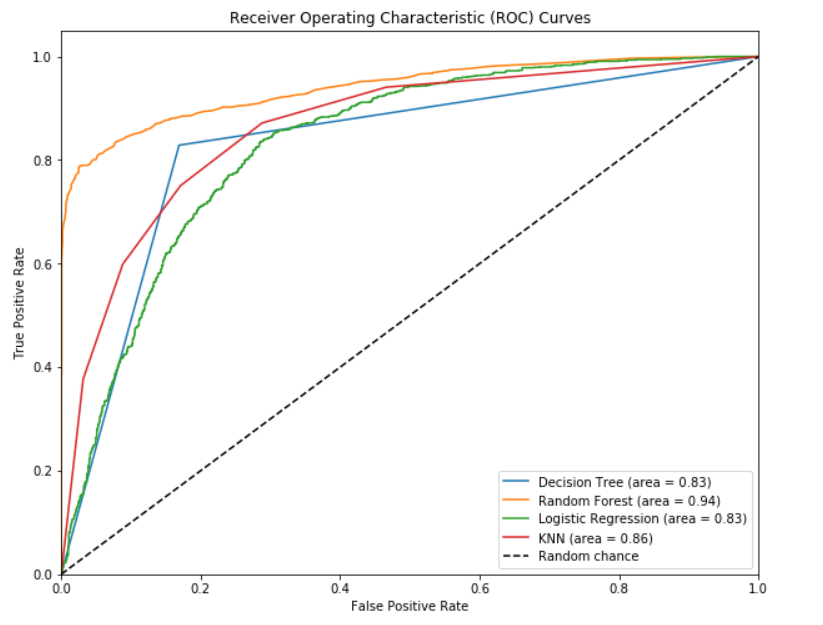 Receiver Operating Characteristic (ROC) Curves
1.0
0.8
0.6
0.4
0.2
0.0
True Positive Rate
0.0 0.2 0.4 0.6 0.8 1.0
False Positive Rate
Decision Tree (area = 0.83)
Random Forest (area = 0.94)
Logistic Regression (area = 0.83)
KNN (area = 0.86)
Random chance